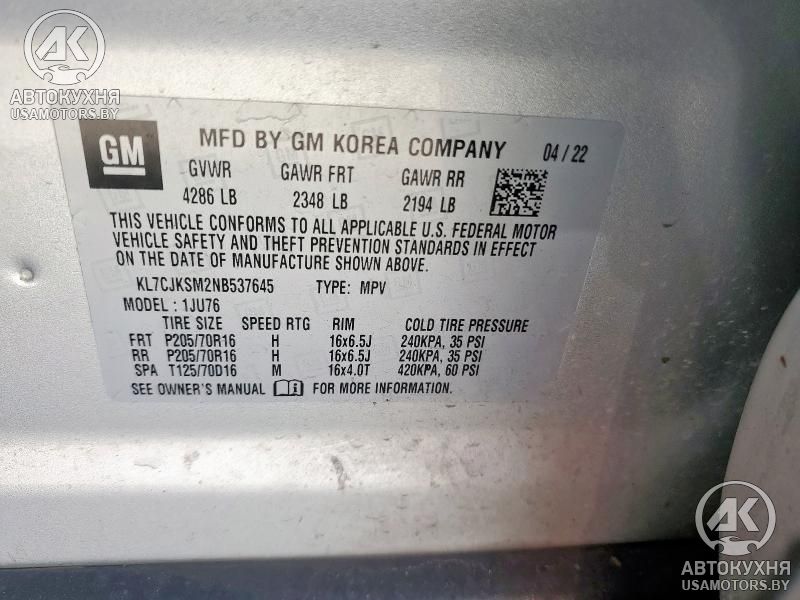 AK
АВТОКУХНЯ
USAMOTORS.BY
GM
MFD BY GM KOREA COMPANY 04 / 22
GVWR GAWR FRT GAWR RR
4286 LB 2348 LB 2194 LB
THIS VEHICLE CONFORMS TO ALL APPLICABLE U.S. FEDERAL MOTOR
VEHICLE SAFETY AND THEFT PREVENTION STANDARDS IN EFFECT
ON THE DATE OF MANUFACTURE SHOWN ABOVE.
KL7CJKSM2NB537645 TYPE: MPV
MODEL : 1JU76
TIRE SIZE SPEED RTG RIM COLD TIRE PRESSURE
FRT P205/70R16 H 16x6.5J 240KPA, 35 PSI
RR P205/70R16 H 16x6.5J 240KPA, 35 PSI
SPA T125/70D16 M 16x4.0T 420KPA, 60 PSI
SEE OWNER'S MANUAL FOR MORE INFORMATION.
AK
АВТОКУХНЯ
USAMOTORS.BY